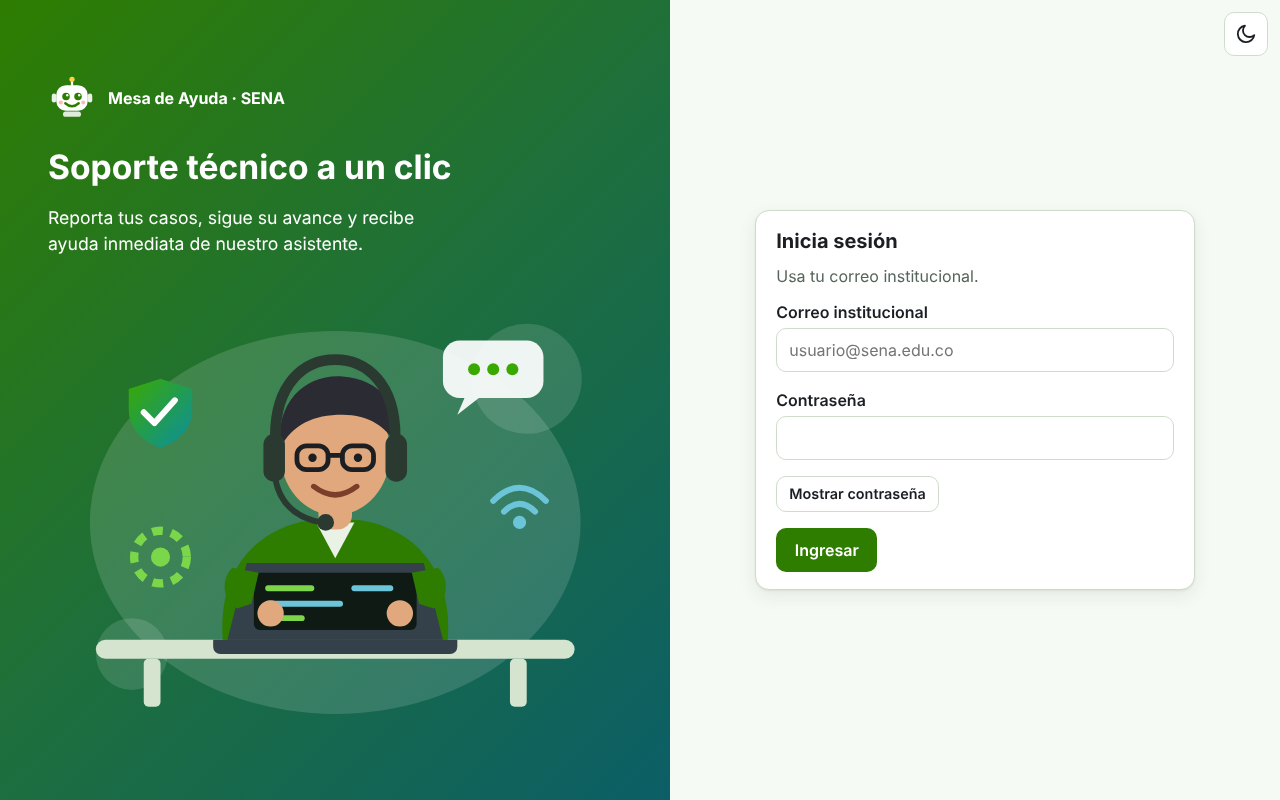 Mesa de Ayuda · SENA
Soporte técnico a un clic
Reporta tus casos, sigue su avance y recibe
ayuda inmediata de nuestro asistente.
Inicia sesión
Usa tu correo institucional.
Correo institucional
usuario@sena.edu.co
Contraseña
Mostrar contraseña
Ingresar